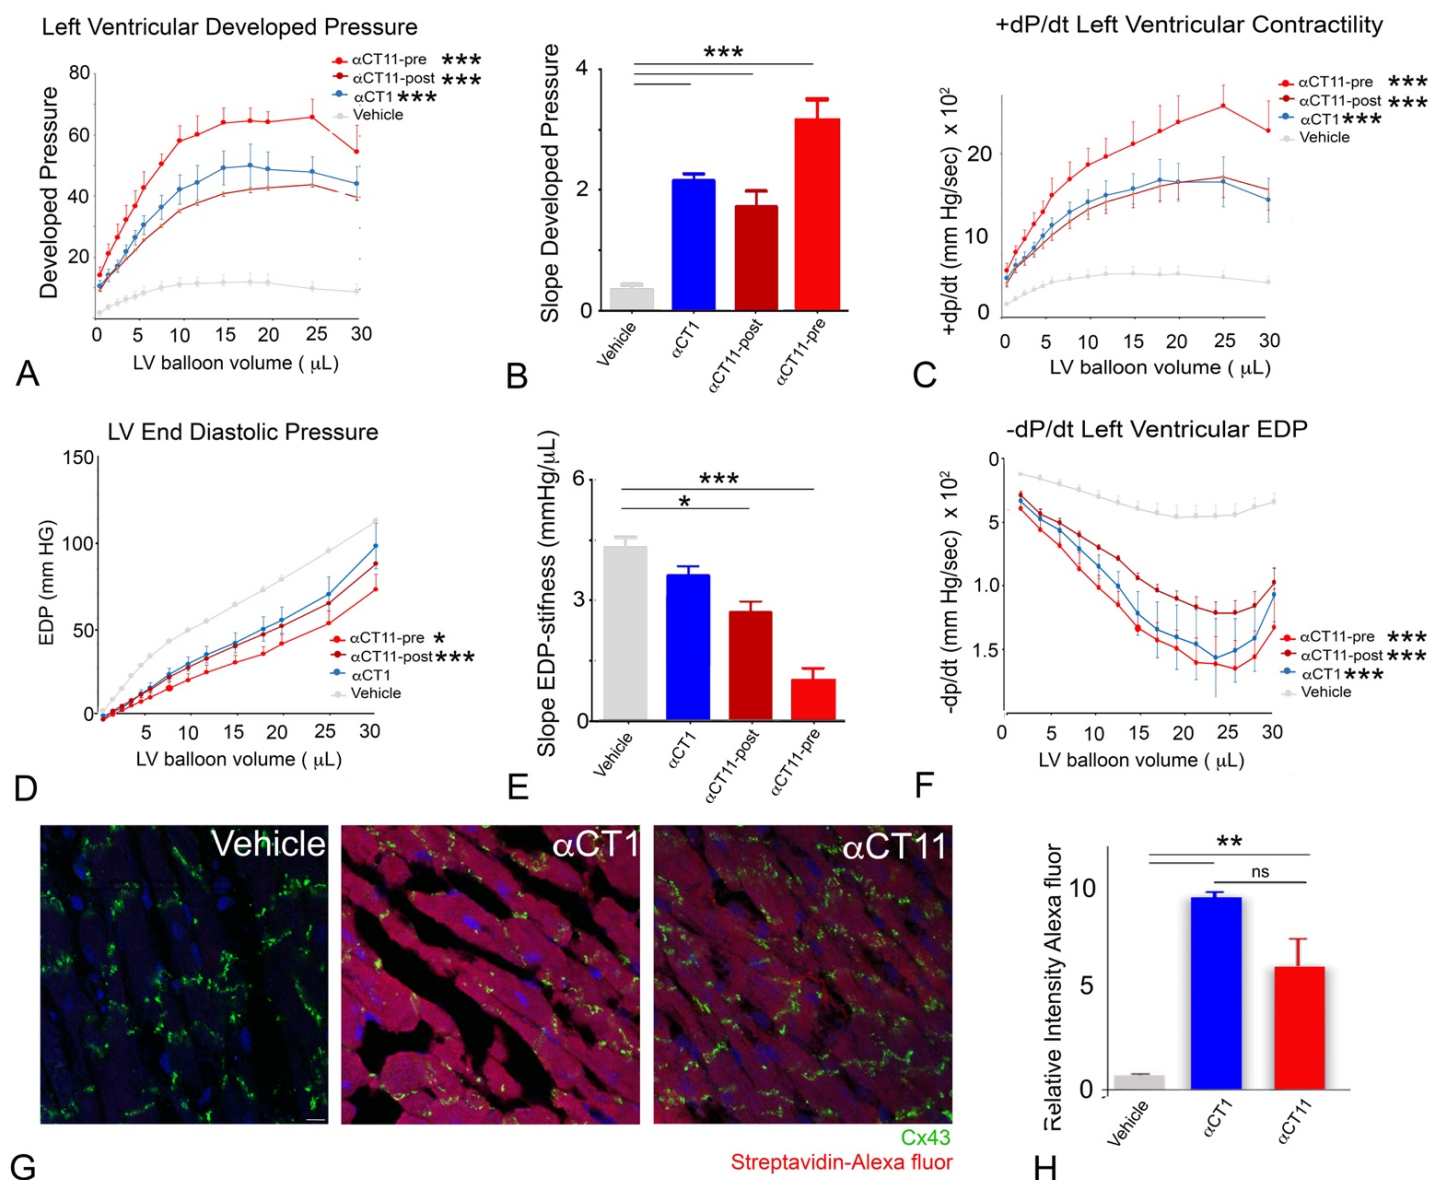 Left Ventricular Developed Pressure
αCT11-pre ***
αCT11-post ***
αCT1 ***
Vehicle
Developed Pressure
80
60
40
20
0 5 10 15 20 25 30
LV balloon volume ( μL)
A
***
Slope Developed Pressure
4
2
0
Vehicle
αCT1
αCT11-post
αCT11-pre
B
+dP/dt Left Ventricular Contractility
αCT11-pre ***
αCT11-post ***
αCT1 ***
Vehicle
+dp/dt (mm Hg/sec) x 10²
20
10
0
0 5 10 15 20 25 30
LV balloon volume ( μL)
C
LV End Diastolic Pressure
EDP (mm HG)
150
100
50
0
αCT11-pre *
αCT11-post ***
αCT1
Vehicle
5 10 15 20 25 30
LV balloon volume ( μL)
D
Slope EDP-stifness (mmHg/μL)
6
3
0
***
*
Vehicle
αCT1
αCT11-post
αCT11-pre
E
-dP/dt Left Ventricular EDP
-dp/dt (mm Hg/sec) x 10²
0
5
1.0
1.5
αCT11-pre ***
αCT11-post ***
αCT1 ***
Vehicle
0 5 10 15 20 25 30
LV balloon volume ( μL)
F
Vehicle
αCT1
αCT11
Cx43
Streptavidin-Alexa fluor
G
Relative Intensity Alexa fluor
10
5
0
**
ns
Vehicle
αCT1
αCT11
H